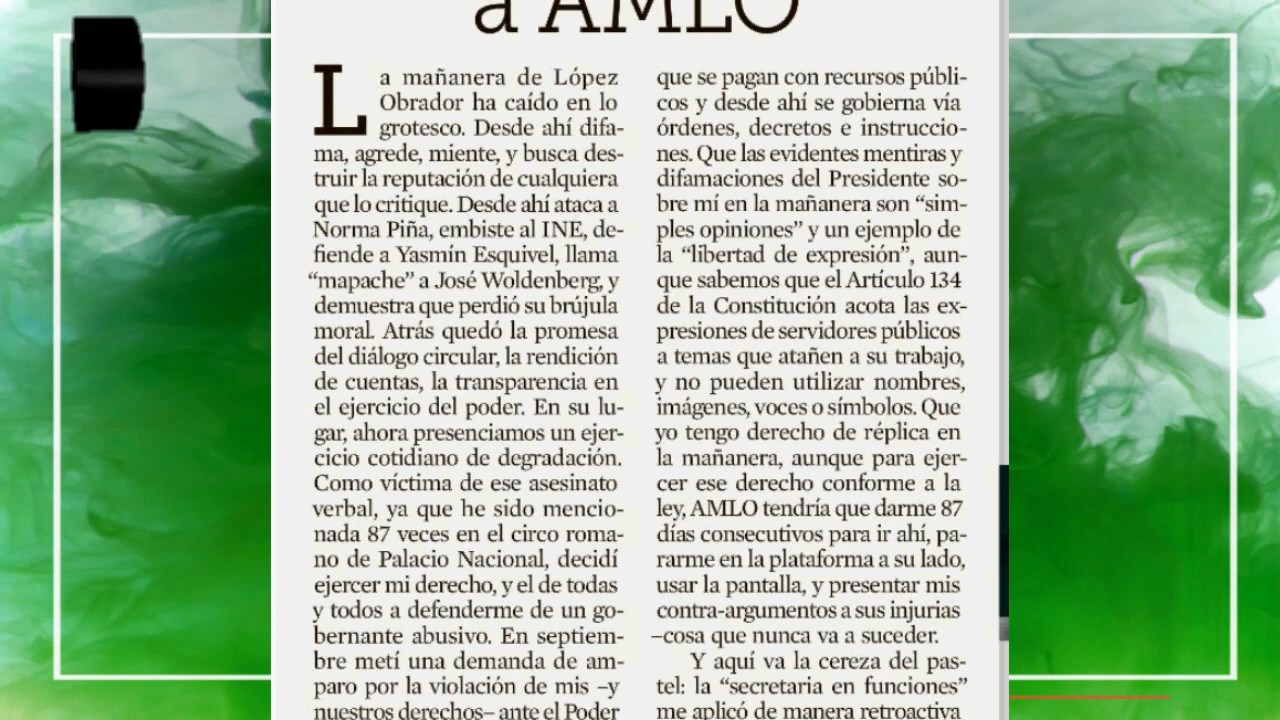 a AMLO
La mañanera de López
Obrador ha caído en lo
grotesco. Desde ahí difa-
ma, agrede, miente, y busca des-
truir la reputación de cualquiera
que lo critique. Desde ahí ataca a
Norma Piña, embiste al INE, de-
fiende a Yasmín Esquivel, llama
“mapache” a José Woldenberg, y
demuestra que perdió su brújula
moral. Atrás quedó la promesa
del diálogo circular, la rendición
de cuentas, la transparencia en
el ejercicio del poder. En su lu-
gar, ahora presenciamos un ejer-
cicio cotidiano de degradación.
Como víctima de ese asesinato
verbal, ya que he sido mencio-
nada 87 veces en el circo roma-
no de Palacio Nacional, decidí
ejercer mi derecho, y el de todas
y todos a defenderme de un go-
bernante abusivo. En septiem-
bre metí una demanda de am-
paro por la violación de mis –y
nuestros derechos– ante el Poder
que se pagan con recursos públi-
cos y desde ahí se gobierna vía
órdenes, decretos e instruccio-
nes. Que las evidentes mentiras y
difamaciones del Presidente so-
bre mí en la mañanera son “sim-
ples opiniones” y un ejemplo de
la “libertad de expresión”, aun-
que sabemos que el Artículo 134
de la Constitución acota las ex-
presiones de servidores públicos
a temas que atañen a su trabajo,
y no pueden utilizar nombres,
imágenes, voces o símbolos. Que
yo tengo derecho de réplica en
la mañanera, aunque para ejer-
cer ese derecho conforme a la
ley, AMLO tendría que darme 87
días consecutivos para ir ahí, pa-
rarme en la plataforma a su lado,
usar la pantalla, y presentar mis
contra-argumentos a sus injurias
–cosa que nunca va a suceder.
Y aquí va la cereza del pas-
tel: la “secretaria en funciones”
me aplicó de manera retroactiva